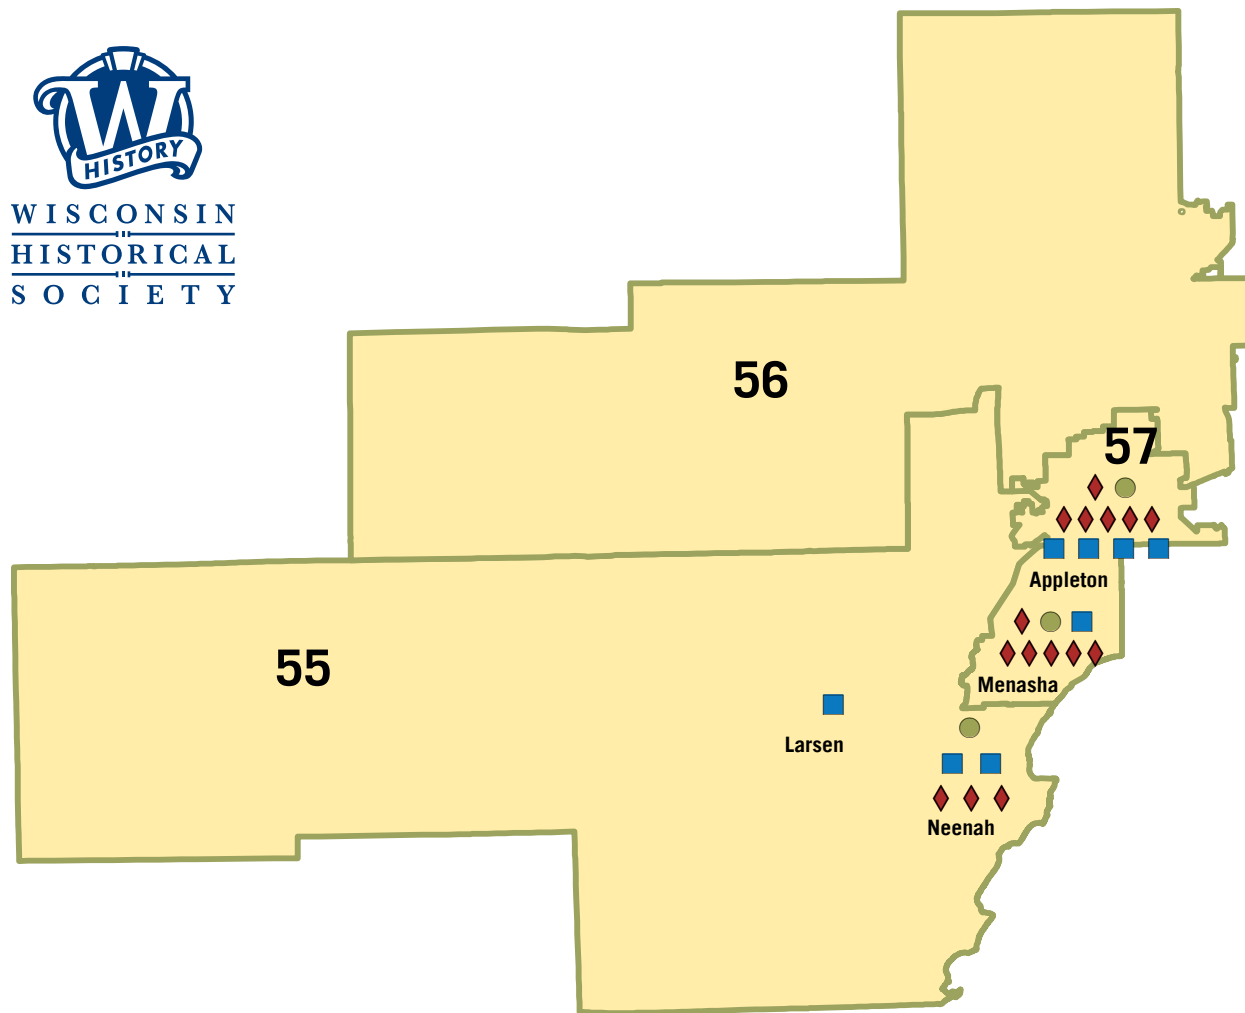 W
HISTORY
WISCONSIN
HISTORICAL
SOCIETY
56
57
Appleton
55
Menasha
Larsen
Neenah